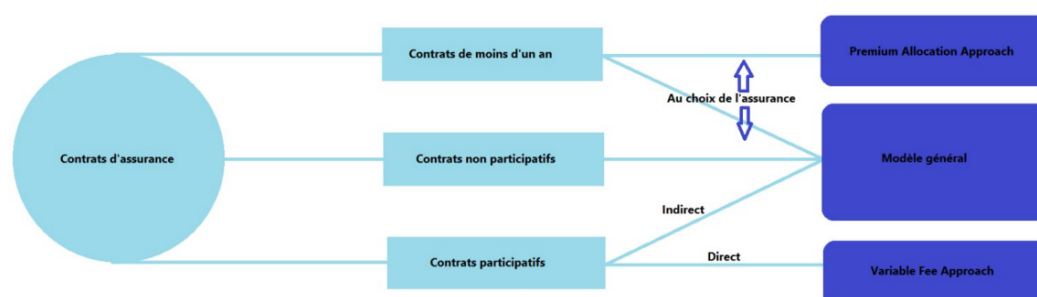 Contrats de moins d'un an
Premium Allocation Approach
Au choix de l'assurance
Contrats d'assurance
Contrats non participatifs
Modèle général
Indirect
Contrats participatifs
Direct
Variable Fee Approach